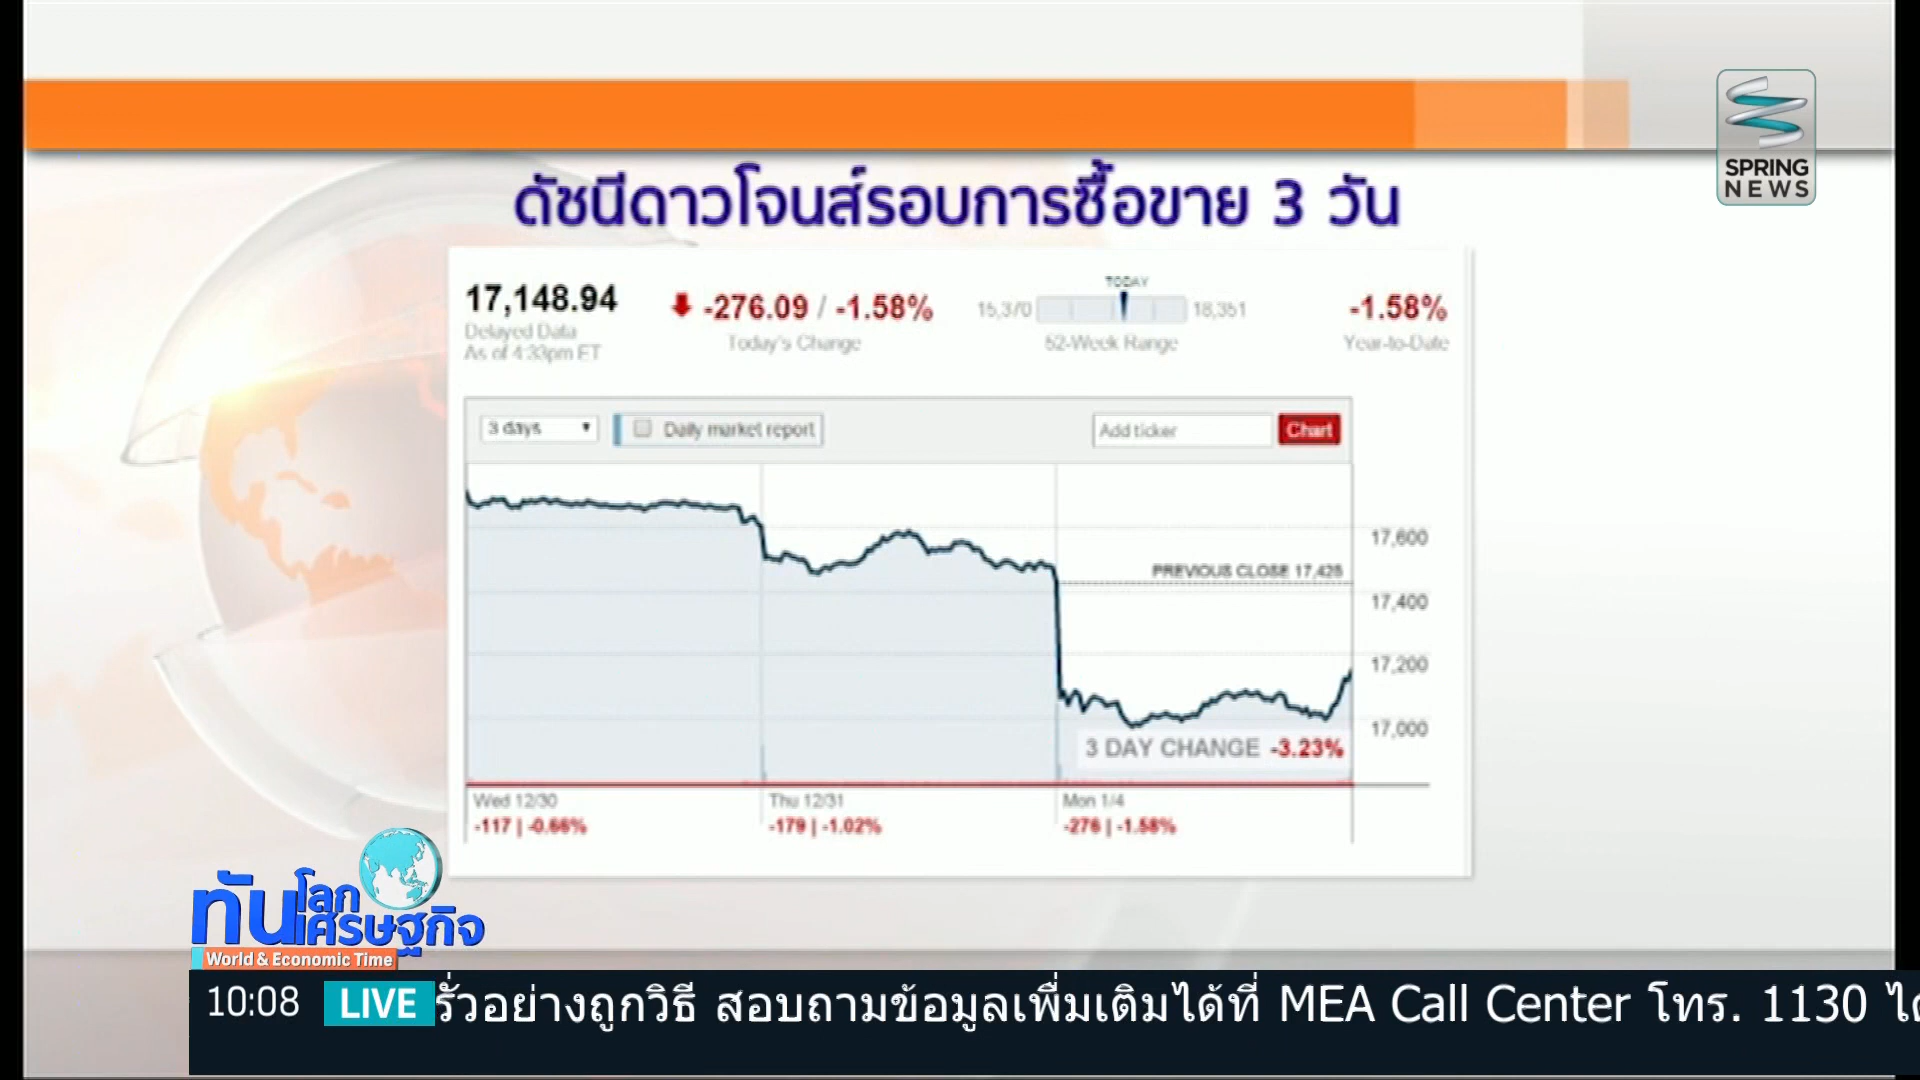 SPRING
NEWS
ดัชนีดาวโจนส์รอบการซื้อขาย 3 วัน
17,148.94
Delayed Data
As of 4:33pm ET
-276.09 / -1.58%
Today's Change
TODAY
15,370
18,351
52-Week Range
-1.58%
Year-to-Date
3 days
Daily market report
Add ticker
Chart
17,600
PREVIOUS CLOSE 17,425
17,400
17,200
17,000
3 DAY CHANGE -3.23%
Wed 12/30
-117 | -0.66%
Thu 12/31
-179 | -1.02%
Mon 1/4
-276 | -1.58%
ทันโลก
เศรษฐกิจ
World & Economic Time
10:08 LIVE รั่วอย่างถูกวิธี สอบถามข้อมูลเพิ่มเติมได้ที่ MEA Call Center โทร. 1130